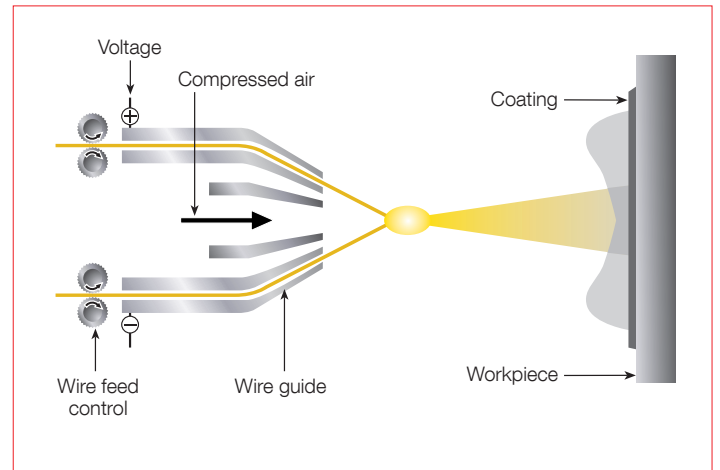 Voltage
Compressed air
Coating
+
−
Wire feed
control
Wire guide
Workpiece